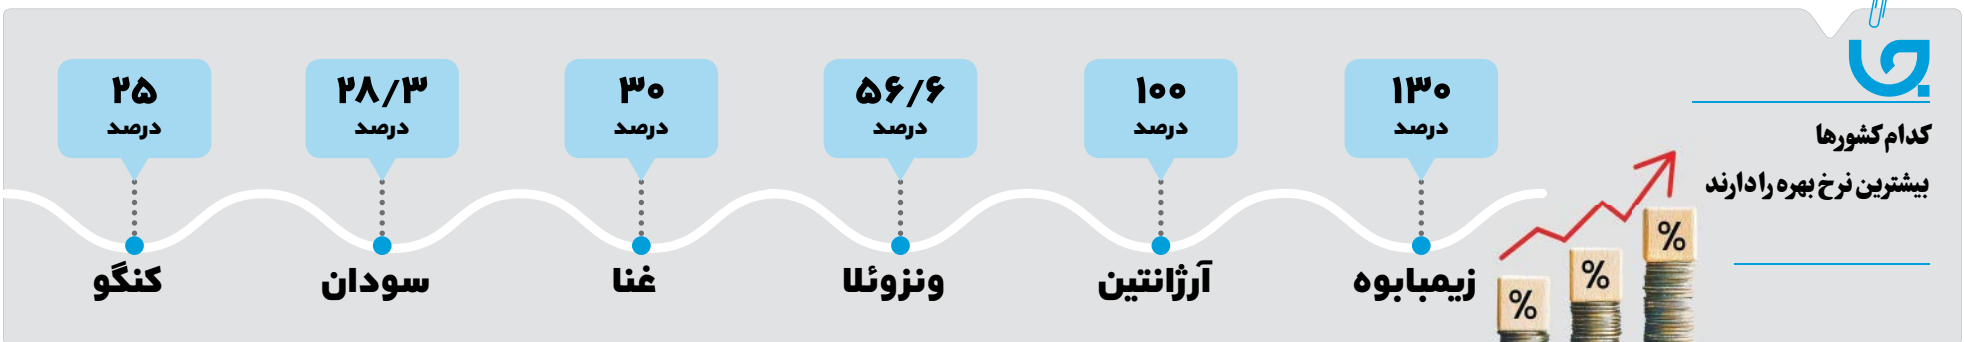 کدام کشورها
بیشترین نرخ بهره را دارند
۱۳۰
درصد
زیمبابوه
۱۰۰
درصد
آرژانتین
۵۶/۶
درصد
ونزوئلا
۳۰
درصد
غنا
۲۸/۳
درصد
سودان
۲۵
درصد
کنگو
%
%
%